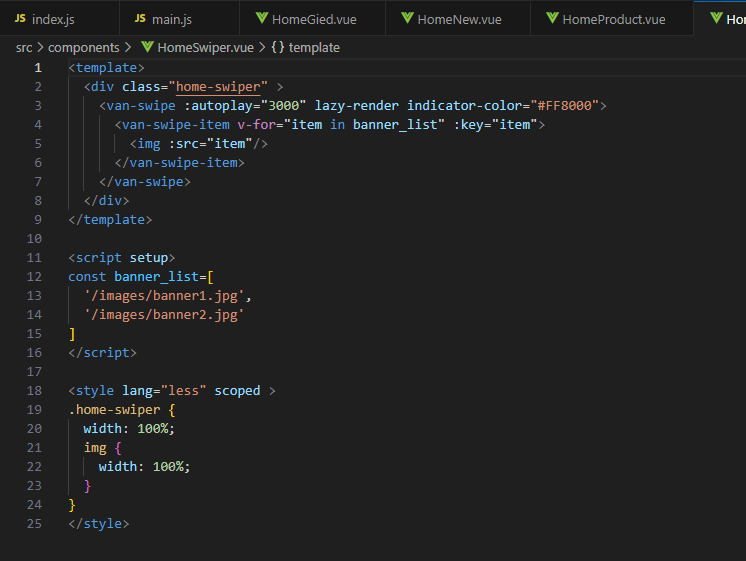 index.js main.js HomeGied.vue HomeNew.vue HomeProduct.vue Hom
src > components > HomeSwiper.vue > {} template
1 <template>
2 <div class="home-swiper" >
3 <van-swipe :autoplay="3000" lazy-render indicator-color="#FF8000">
4 <van-swipe-item v-for="item in banner_list" :key="item">
5 <img :src="item"/>
6 </van-swipe-item>
7 </van-swipe>
8 </div>
9 </template>
10
11 <script setup>
12 const banner_list=[
13 '/images/banner1.jpg',
14 '/images/banner2.jpg'
15 ]
16 </script>
17
18 <style lang="less" scoped >
19 .home-swiper {
20 width: 100%;
21 img {
22 width: 100%;
23 }
24 }
25 </style>